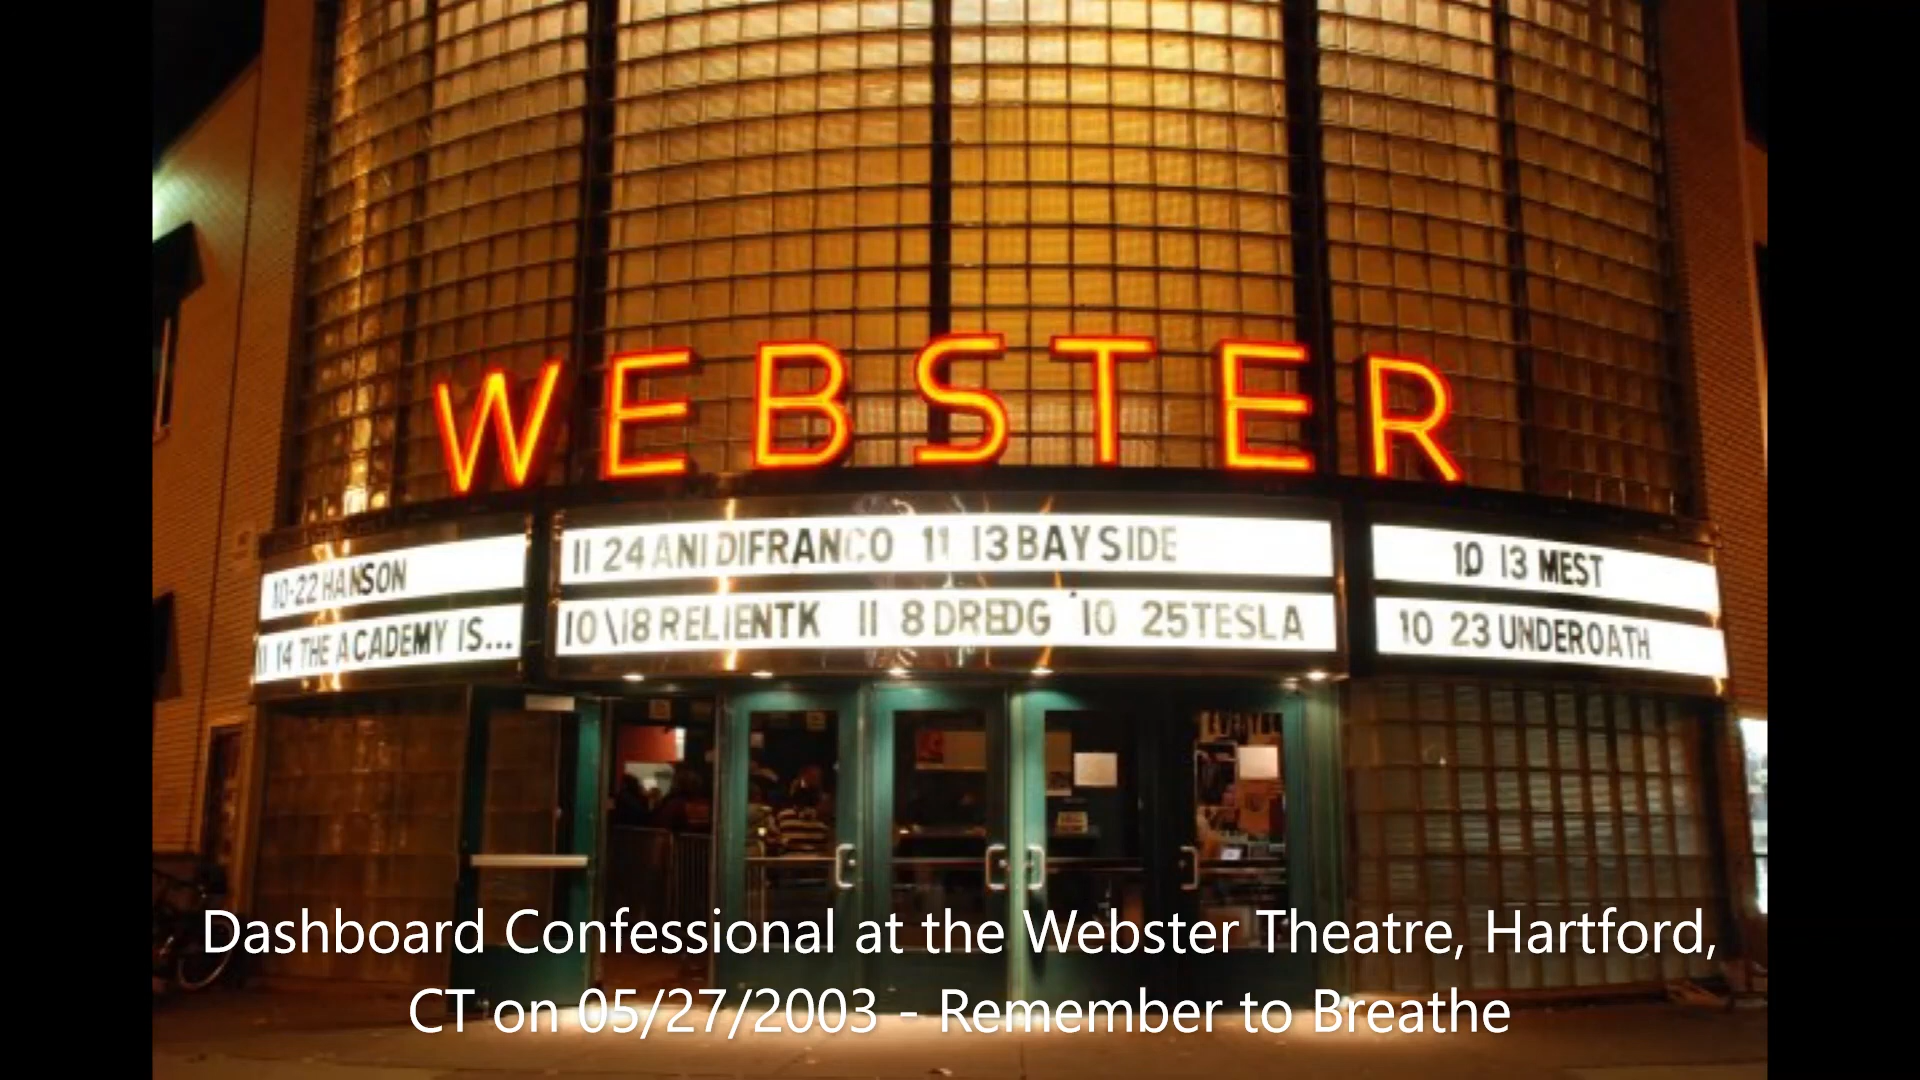 WEBSTER
10-22 HANSON
11 14 THE ACADEMY IS...
11 24 ANI DIFRANCO 11 13 BAYSIDE
10\18 RELIENTK 11 8 DREDG 10 25 TESLA
10 13 MEST
10 23 UNDEROATH
Dashboard Confessional at the Webster Theatre, Hartford,
CT on 05/27/2003 - Remember to Breathe